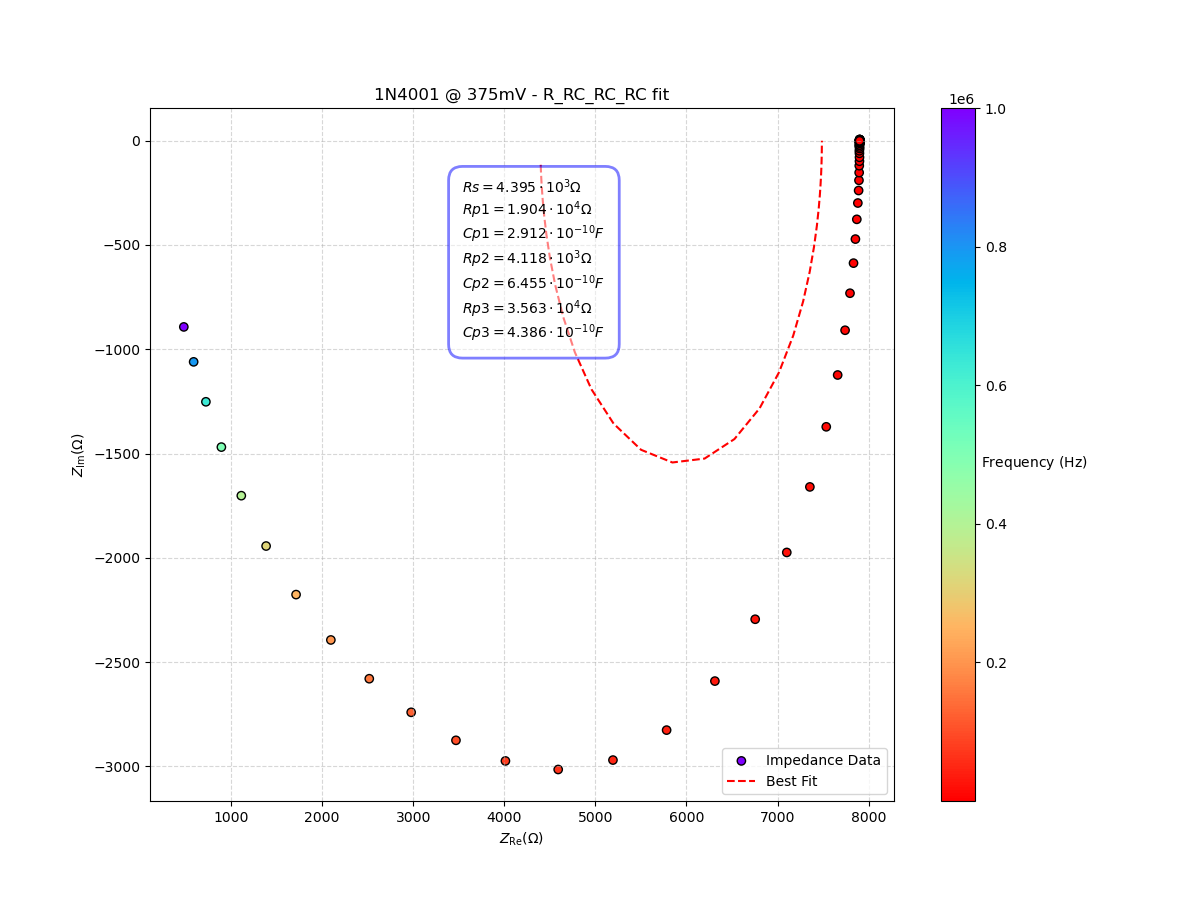 1N4001 @ 375mV - R_RC_RC_RC fit
1e6
0
−500
−1000
−1500
−2000
−2500
−3000
Z_Im(Ω)
Rs = 4.395 · 10³Ω
Rp1 = 1.904 · 10⁴Ω
Cp1 = 2.912 · 10⁻¹⁰F
Rp2 = 4.118 · 10³Ω
Cp2 = 6.455 · 10⁻¹⁰F
Rp3 = 3.563 · 10⁴Ω
Cp3 = 4.386 · 10⁻¹⁰F
Impedance Data
Best Fit
1000 2000 3000 4000 5000 6000 7000 8000
Z_Re(Ω)
1.0
0.8
0.6
0.4
0.2
Frequency (Hz)